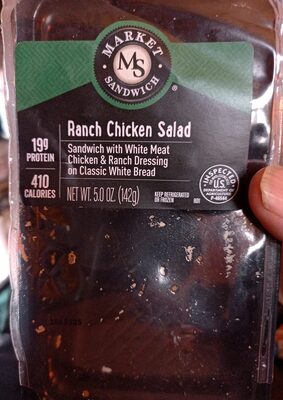 MARKET
MS
SANDWICH
®
Ranch Chicken Salad
19g
PROTEIN
Sandwich with White Meat
Chicken & Ranch Dressing
on Classic White Bread
410
CALORIES
NET WT. 5.0 OZ. (142g)
KEEP REFRIGERATED
OR FROZEN
INSPECTED
U.S.
DEPARTMENT OF
AGRICULTURE